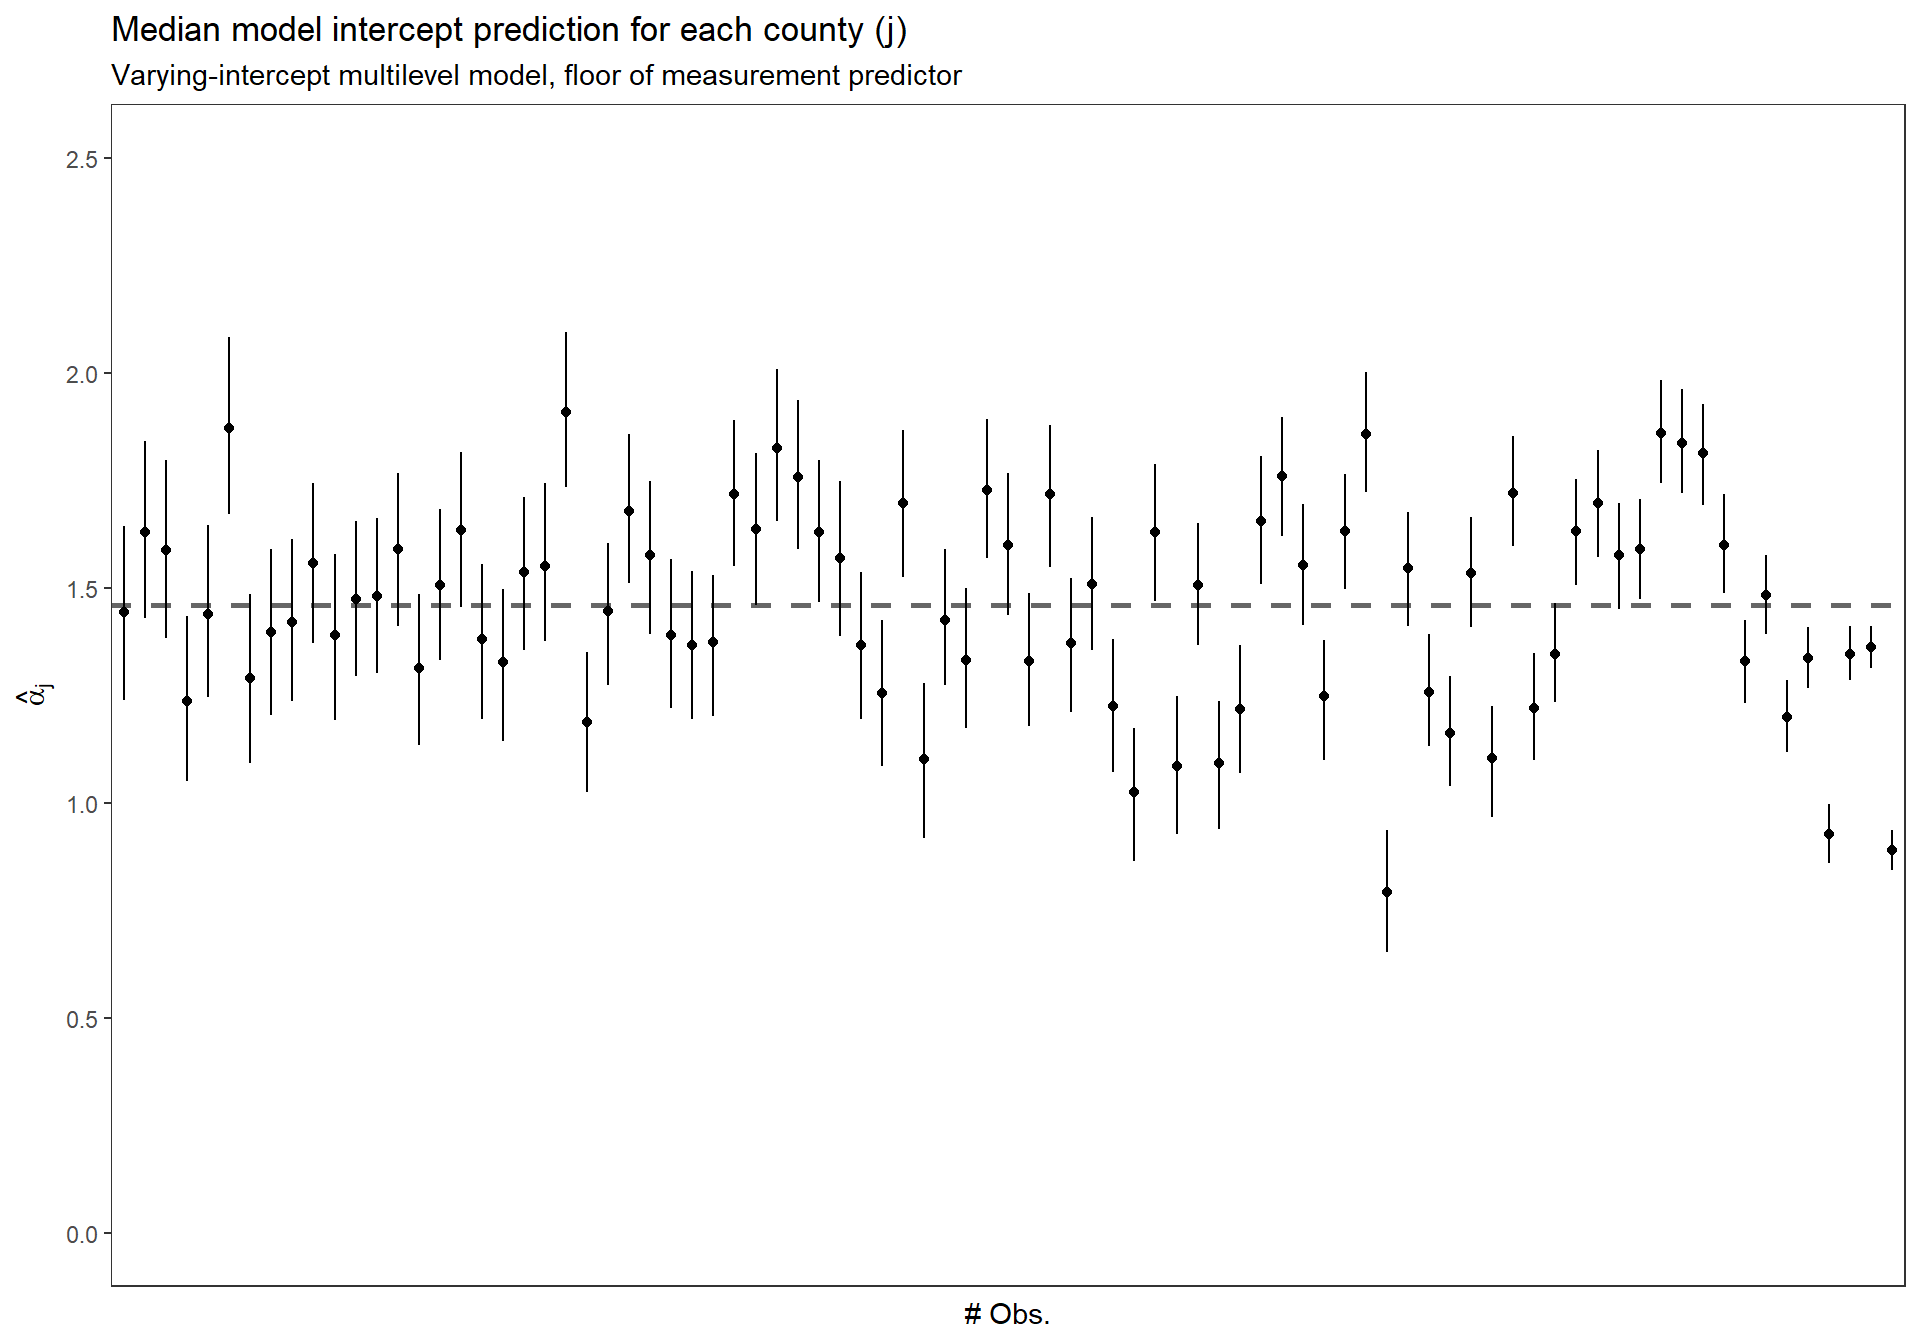 Median model intercept prediction for each county (j)
Varying-intercept multilevel model, floor of measurement predictor
2.5
2.0
1.5
1.0
0.5
0.0
α̂ⱼ
# Obs.